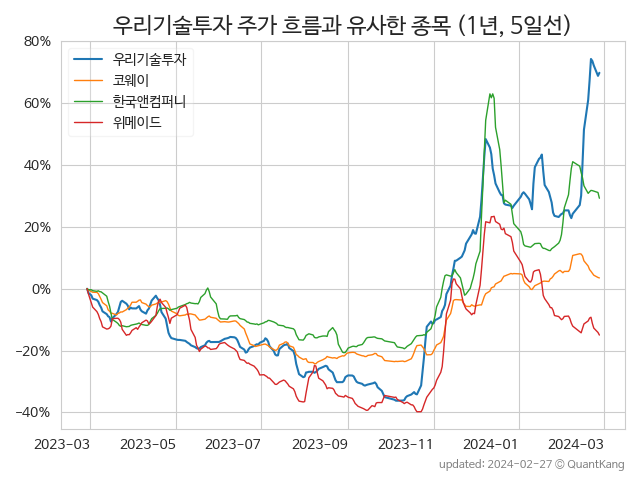 우리기술투자 주가 흐름과 유사한 종목 (1년, 5일선)
80%
60%
40%
20%
0%
−20%
−40%
우리기술투자
코웨이
한국앤컴퍼니
위메이드
2023-03 2023-05 2023-07 2023-09 2023-11 2024-01 2024-03
updated: 2024-02-27 © QuantKang